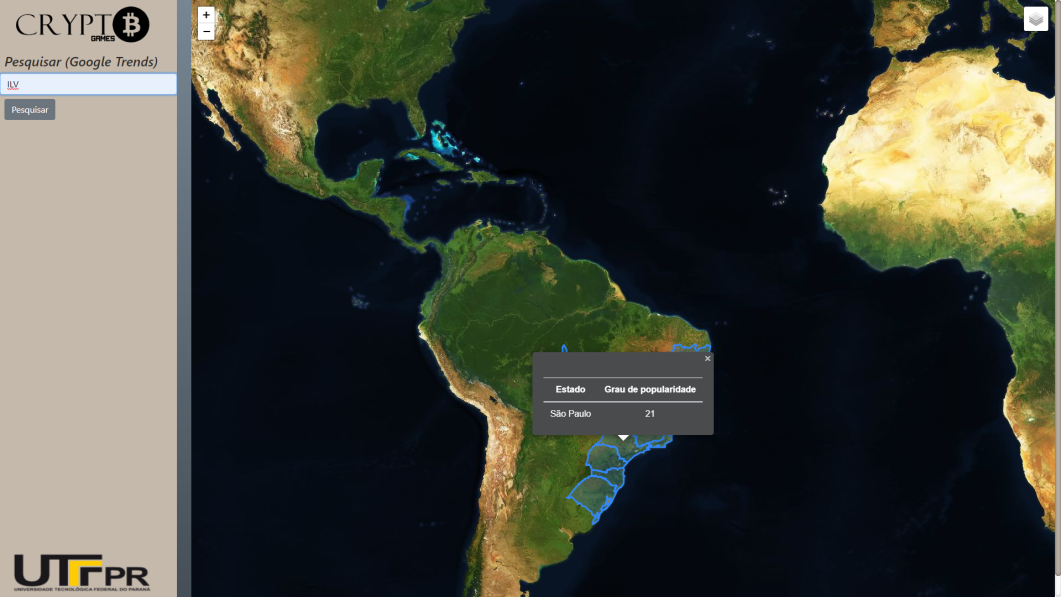 CRYPTB
GAMES
Pesquisar (Google Trends)
ILV
Pesquisar
+
−
×
Estado Grau de popularidade
São Paulo 21
UTFPR
UNIVERSIDADE TECNOLÓGICA FEDERAL DO PARANÁ